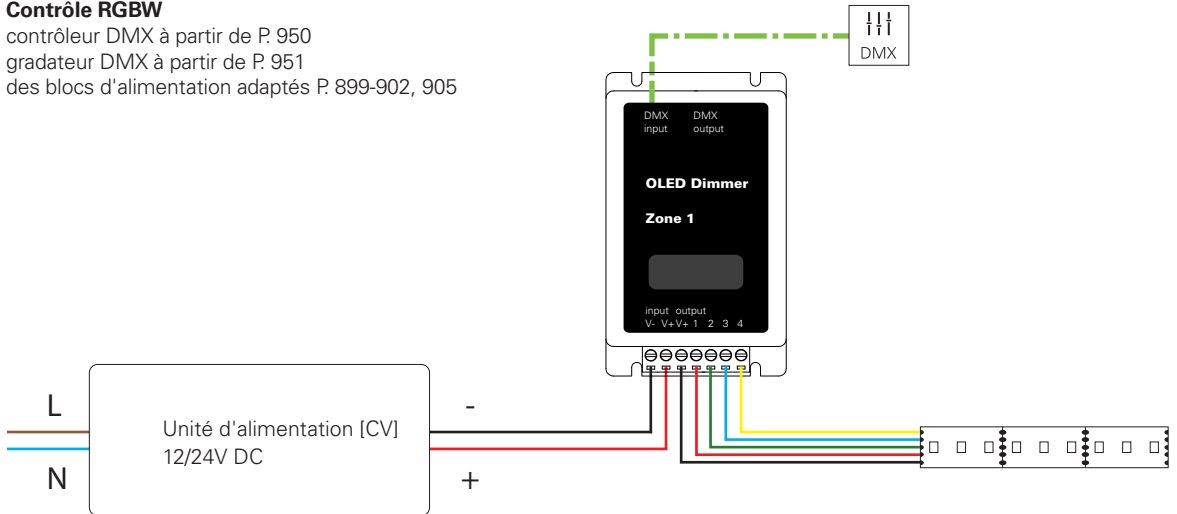 Contrôle RGBW
contrôleur DMX à partir de P. 950
gradateur DMX à partir de P. 951
des blocs d'alimentation adaptés P. 899-902, 905
DMX
DMX DMX
input output
OLED Dimmer
Zone 1
input output
V- V+ V+ 1 2 3 4
L
N
Unité d'alimentation [CV]
12/24V DC
-
+